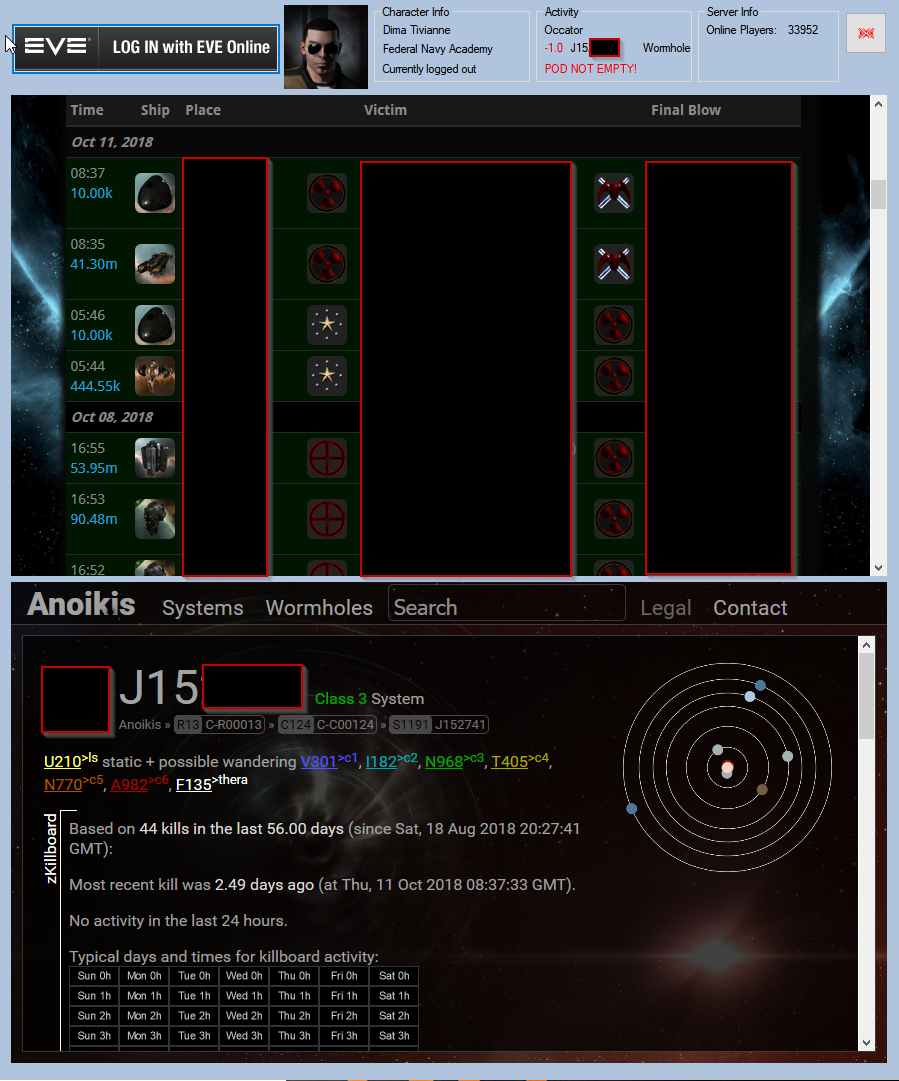 EVE LOG IN with EVE Online
Character Info
Dima Tivianne
Federal Navy Academy
Currently logged out
Activity
Occator
-1.0 J15 Wormhole
POD NOT EMPTY!
Server Info
Online Players: 33952
Time Ship Place Victim Final Blow
Oct 11, 2018
08:37
10.00k
08:35
41.30m
05:46
10.00k
05:44
444.55k
Oct 08, 2018
16:55
53.95m
)
16:53
90.48m
16:52
Anoikis Systems Wormholes Search Legal Contact
J15 Class 3 System
Anoikis » R13 C-R00013 » C124 C-C00124 » S1191 J152741
U210>ls static + possible wandering V301>c1, I182>c2, N968>c3, T405>c4,
N770>c5, A982>c6, F135>thera
zKillboard
Based on 44 kills in the last 56.00 days (since Sat, 18 Aug 2018 20:27:41
GMT):
Most recent kill was 2.49 days ago (at Thu, 11 Oct 2018 08:37:33 GMT).
No activity in the last 24 hours.
Typical days and times for killboard activity:
Sun 0h Mon 0h Tue 0h Wed 0h Thu 0h Fri 0h Sat 0h
Sun 1h Mon 1h Tue 1h Wed 1h Thu 1h Fri 1h Sat 1h
Sun 2h Mon 2h Tue 2h Wed 2h Thu 2h Fri 2h Sat 2h
Sun 3h Mon 3h Tue 3h Wed 3h Thu 3h Fri 3h Sat 3h